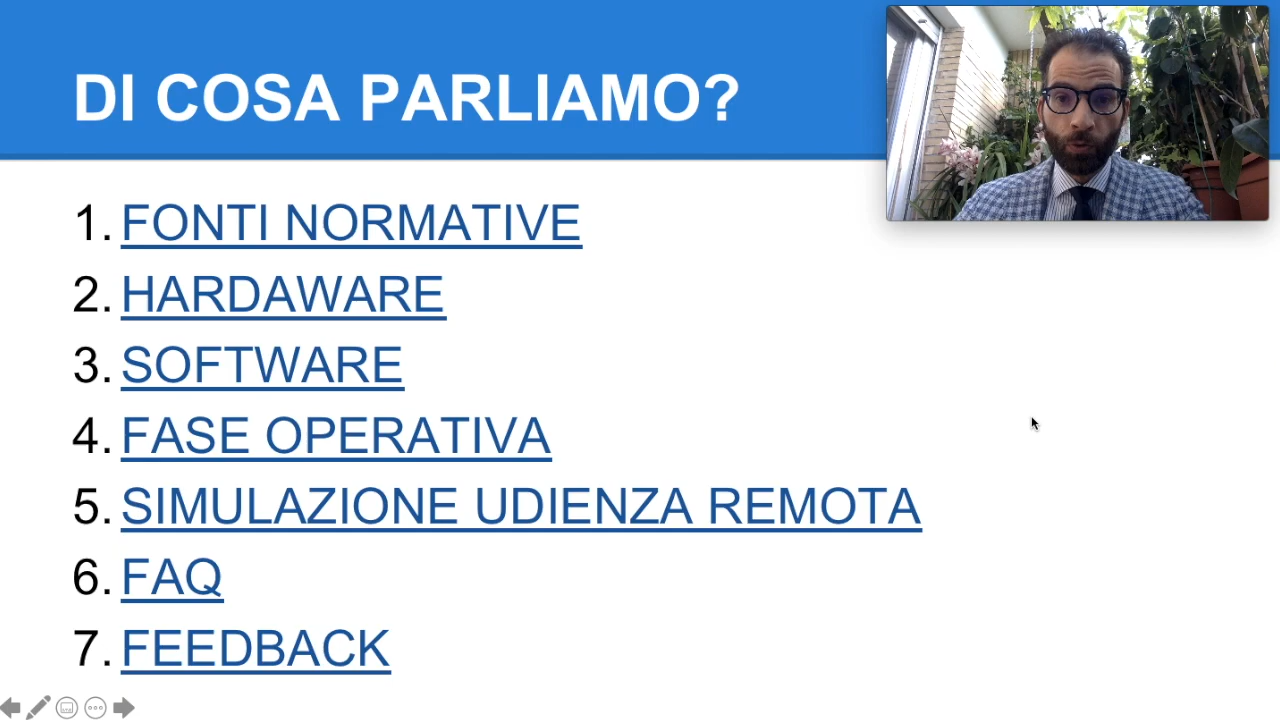 DI COSA PARLIAMO?
1. FONTI NORMATIVE
2. HARDAWARE
3. SOFTWARE
4. FASE OPERATIVA
5. SIMULAZIONE UDIENZA REMOTA
6. FAQ
7. FEEDBACK